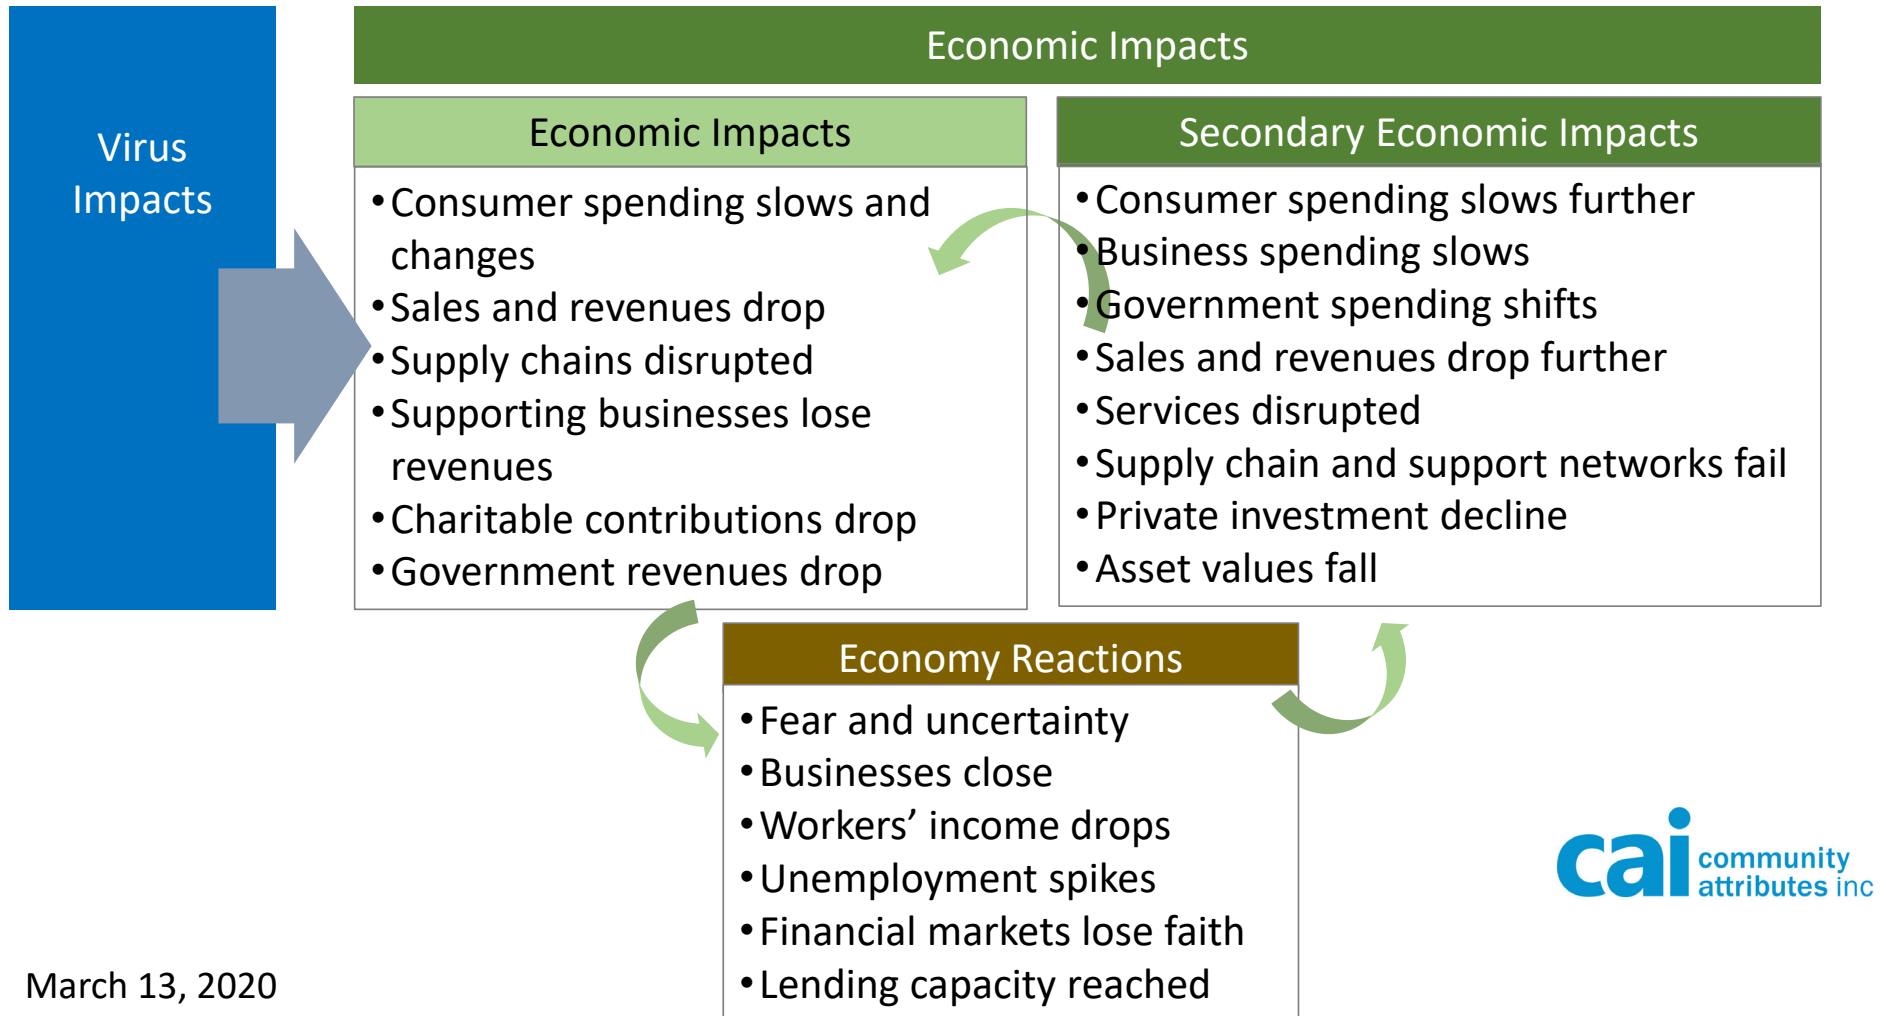 Virus
Impacts
Economic Impacts
Economic Impacts
•Consumer spending slows and
changes
•Sales and revenues drop
•Supply chains disrupted
•Supporting businesses lose
revenues
•Charitable contributions drop
•Government revenues drop
Secondary Economic Impacts
•Consumer spending slows further
•Business spending slows
•Government spending shifts
•Sales and revenues drop further
•Services disrupted
•Supply chain and support networks fail
•Private investment decline
•Asset values fall
Economy Reactions
•Fear and uncertainty
•Businesses close
•Workers’ income drops
•Unemployment spikes
•Financial markets lose faith
•Lending capacity reached
March 13, 2020
cai
community
attributes inc